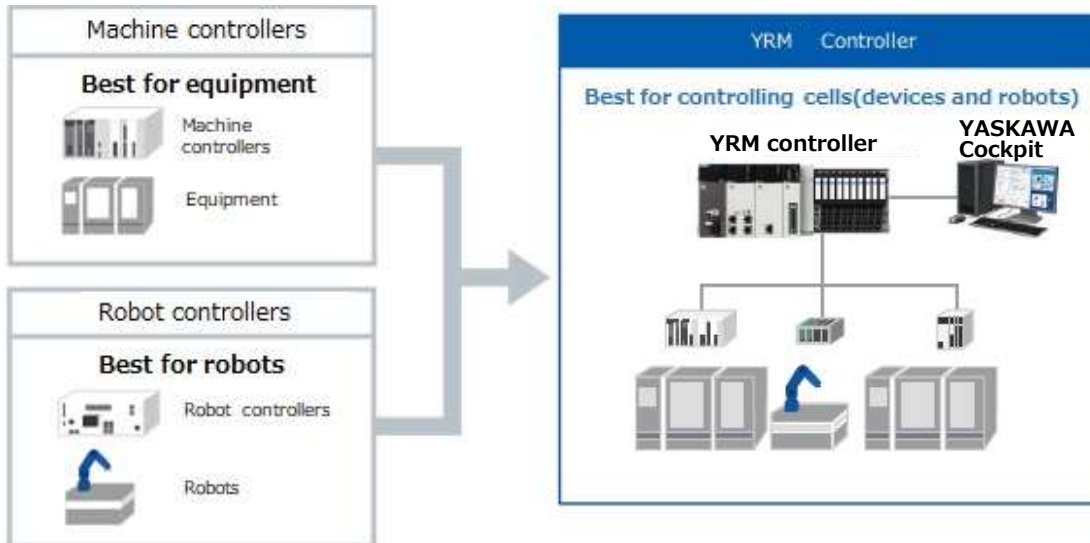 Machine controllers
Best for equipment
Machine
controllers
Equipment
Robot controllers
Best for robots
Robot controllers
Robots
YRM Controller
Best for controlling cells(devices and robots)
YRM controller
YASKAWA
Cockpit